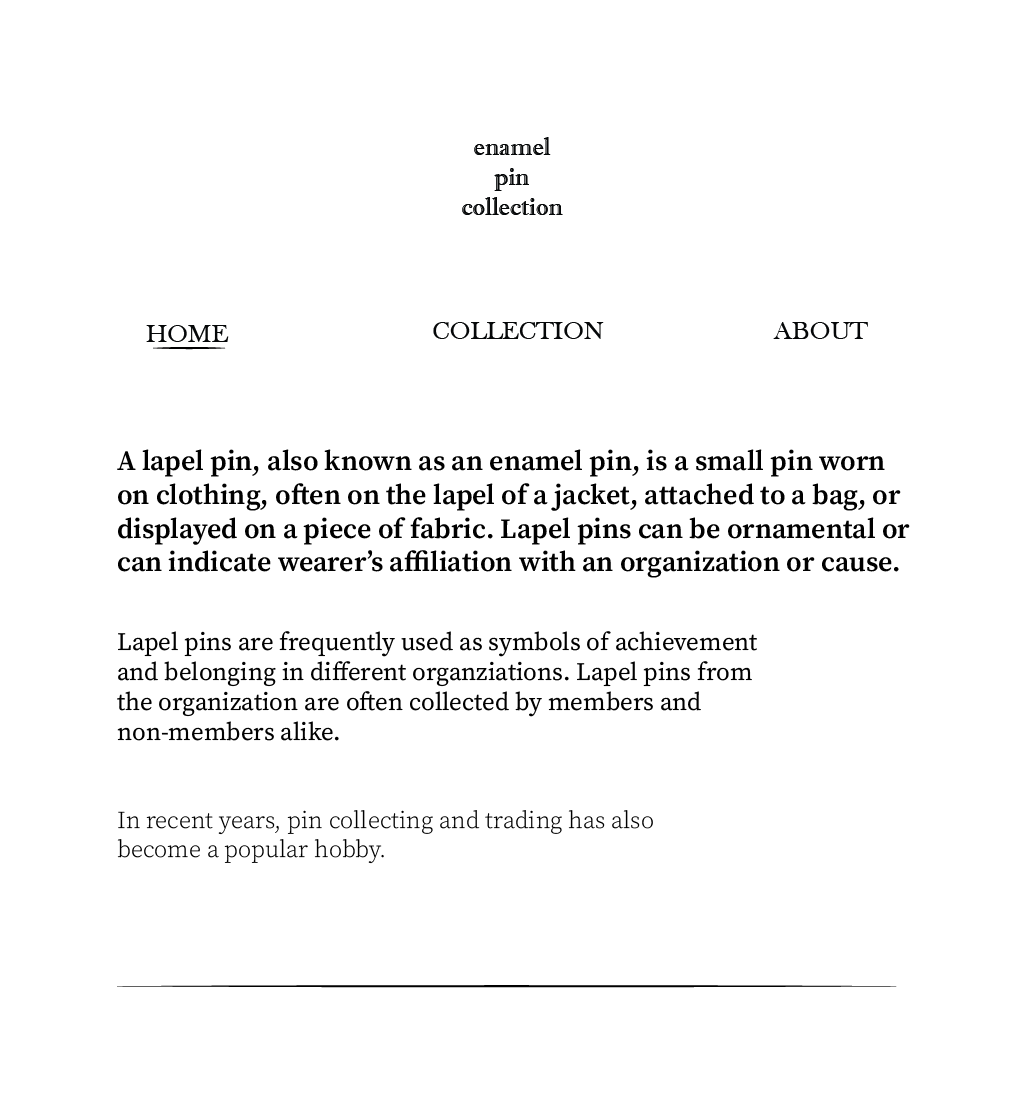 enamel
pin
collection
HOME COLLECTION ABOUT
A lapel pin, also known as an enamel pin, is a small pin worn
on clothing, often on the lapel of a jacket, attached to a bag, or
displayed on a piece of fabric. Lapel pins can be ornamental or
can indicate wearer’s affiliation with an organization or cause.
Lapel pins are frequently used as symbols of achievement
and belonging in different organziations. Lapel pins from
the organization are often collected by members and
non-members alike.
In recent years, pin collecting and trading has also
become a popular hobby.